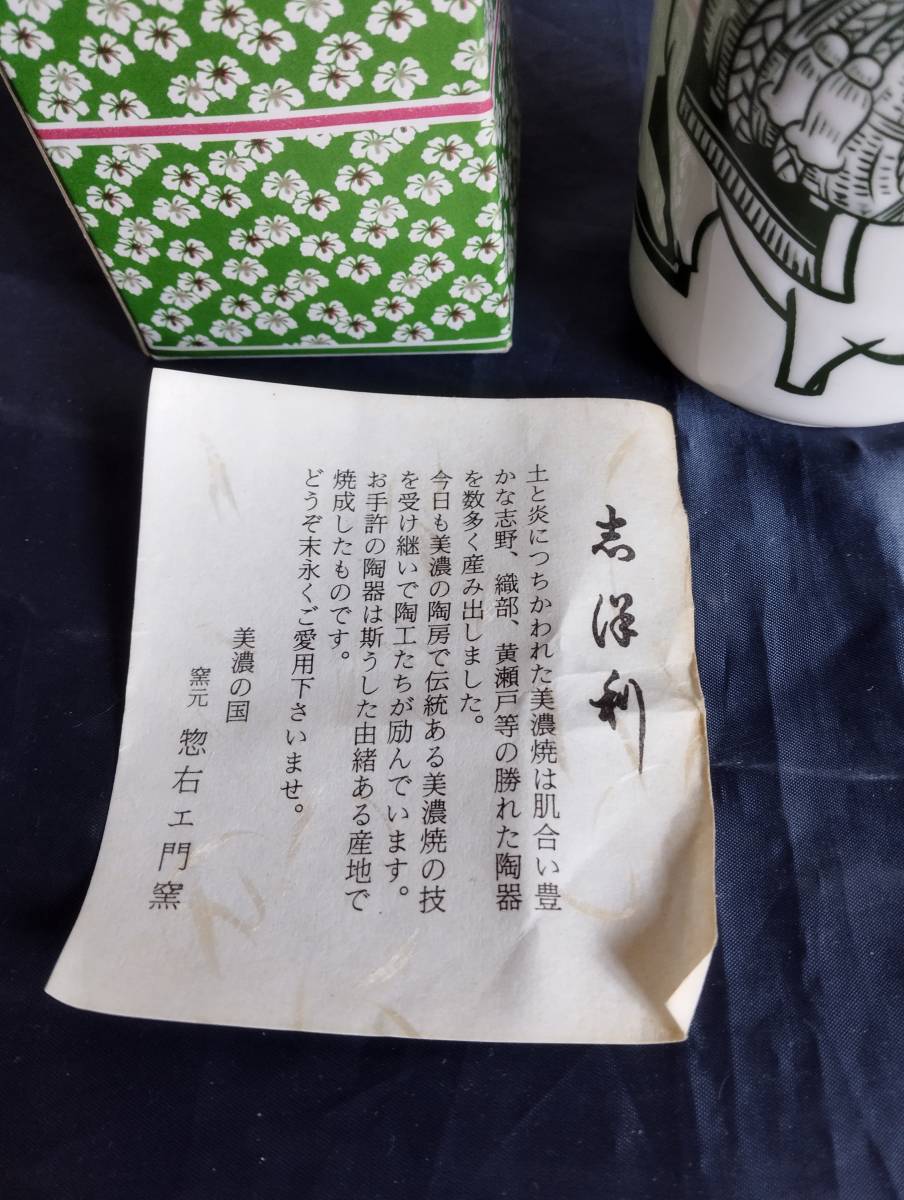 志洋利
土と炎につちかわれた美濃焼は肌合い豊
かな志野、織部、黄瀬戸等の勝れた陶器
を数多く産み出しました。
今日も美濃の陶房で伝統ある美濃焼の技
を受け継いで陶工たちが励んでいます。
お手許の陶器は斯うした由緒ある産地で
焼成したものです。
どうぞ末永くご愛用下さいませ。
美濃の国
窯元 惣右エ門窯